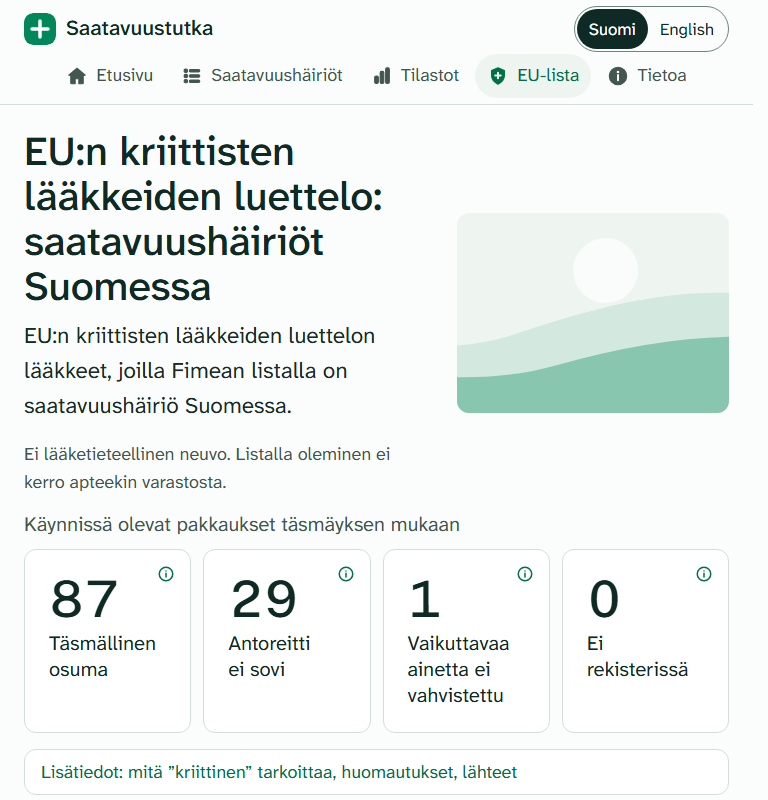 Saatavuustutka
Suomi English
Etusivu Saatavuushäiriöt Tilastot EU-lista Tietoa
EU:n kriittisten
lääkkeiden luettelo:
saatavuushäiriöt
Suomessa
EU:n kriittisten lääkkeiden luettelon
lääkkeet, joilla Fimean listalla on
saatavuushäiriö Suomessa.
Ei lääketieteellinen neuvo. Listalla oleminen ei
kerro apteekin varastosta.
Käynnissä olevat pakkaukset täsmäyksen mukaan
87
Täsmällinen
osuma
29
Antoreitti
ei sovi
1
Vaikuttavaa
ainetta ei
vahvistettu
0
Ei
rekisterissä
Lisätiedot: mitä ”kriittinen” tarkoittaa, huomautukset, lähteet